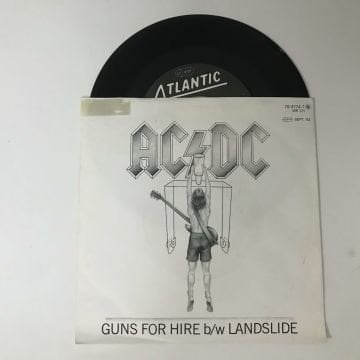 ATLANTIC
AC⚡DC
GUNS FOR HIRE b/w LANDSLIDE